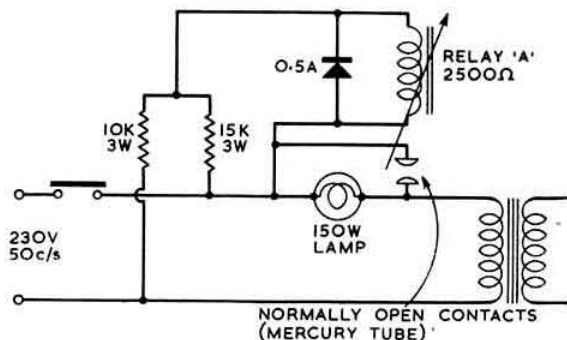 RELAY 'A'
2500Ω
0·5A
10K
3W
15K
3W
230V
50c/s
150W
LAMP
NORMALLY OPEN CONTACTS
(MERCURY TUBE)